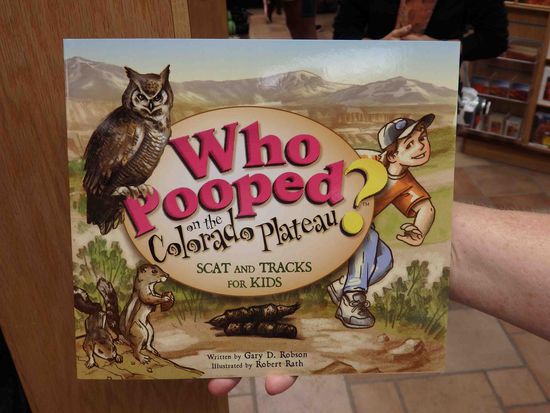 Who
Pooped
on the
Colorado Plateau?™
SCAT AND TRACKS
FOR KIDS
Written by Gary D. Robson
Illustrated by Robert Rath